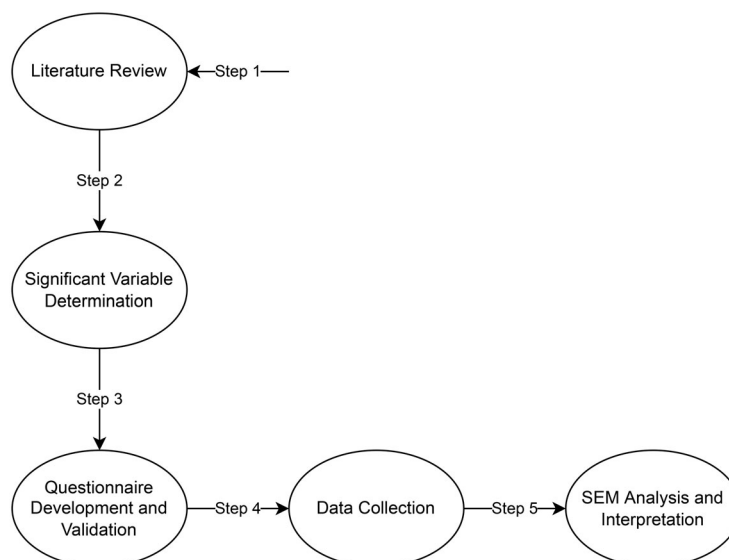 Literature Review
Step 1
Step 2
Significant Variable
Determination
Step 3
Questionnaire
Development and
Validation
Step 4
Data Collection
Step 5
SEM Analysis and
Interpretation